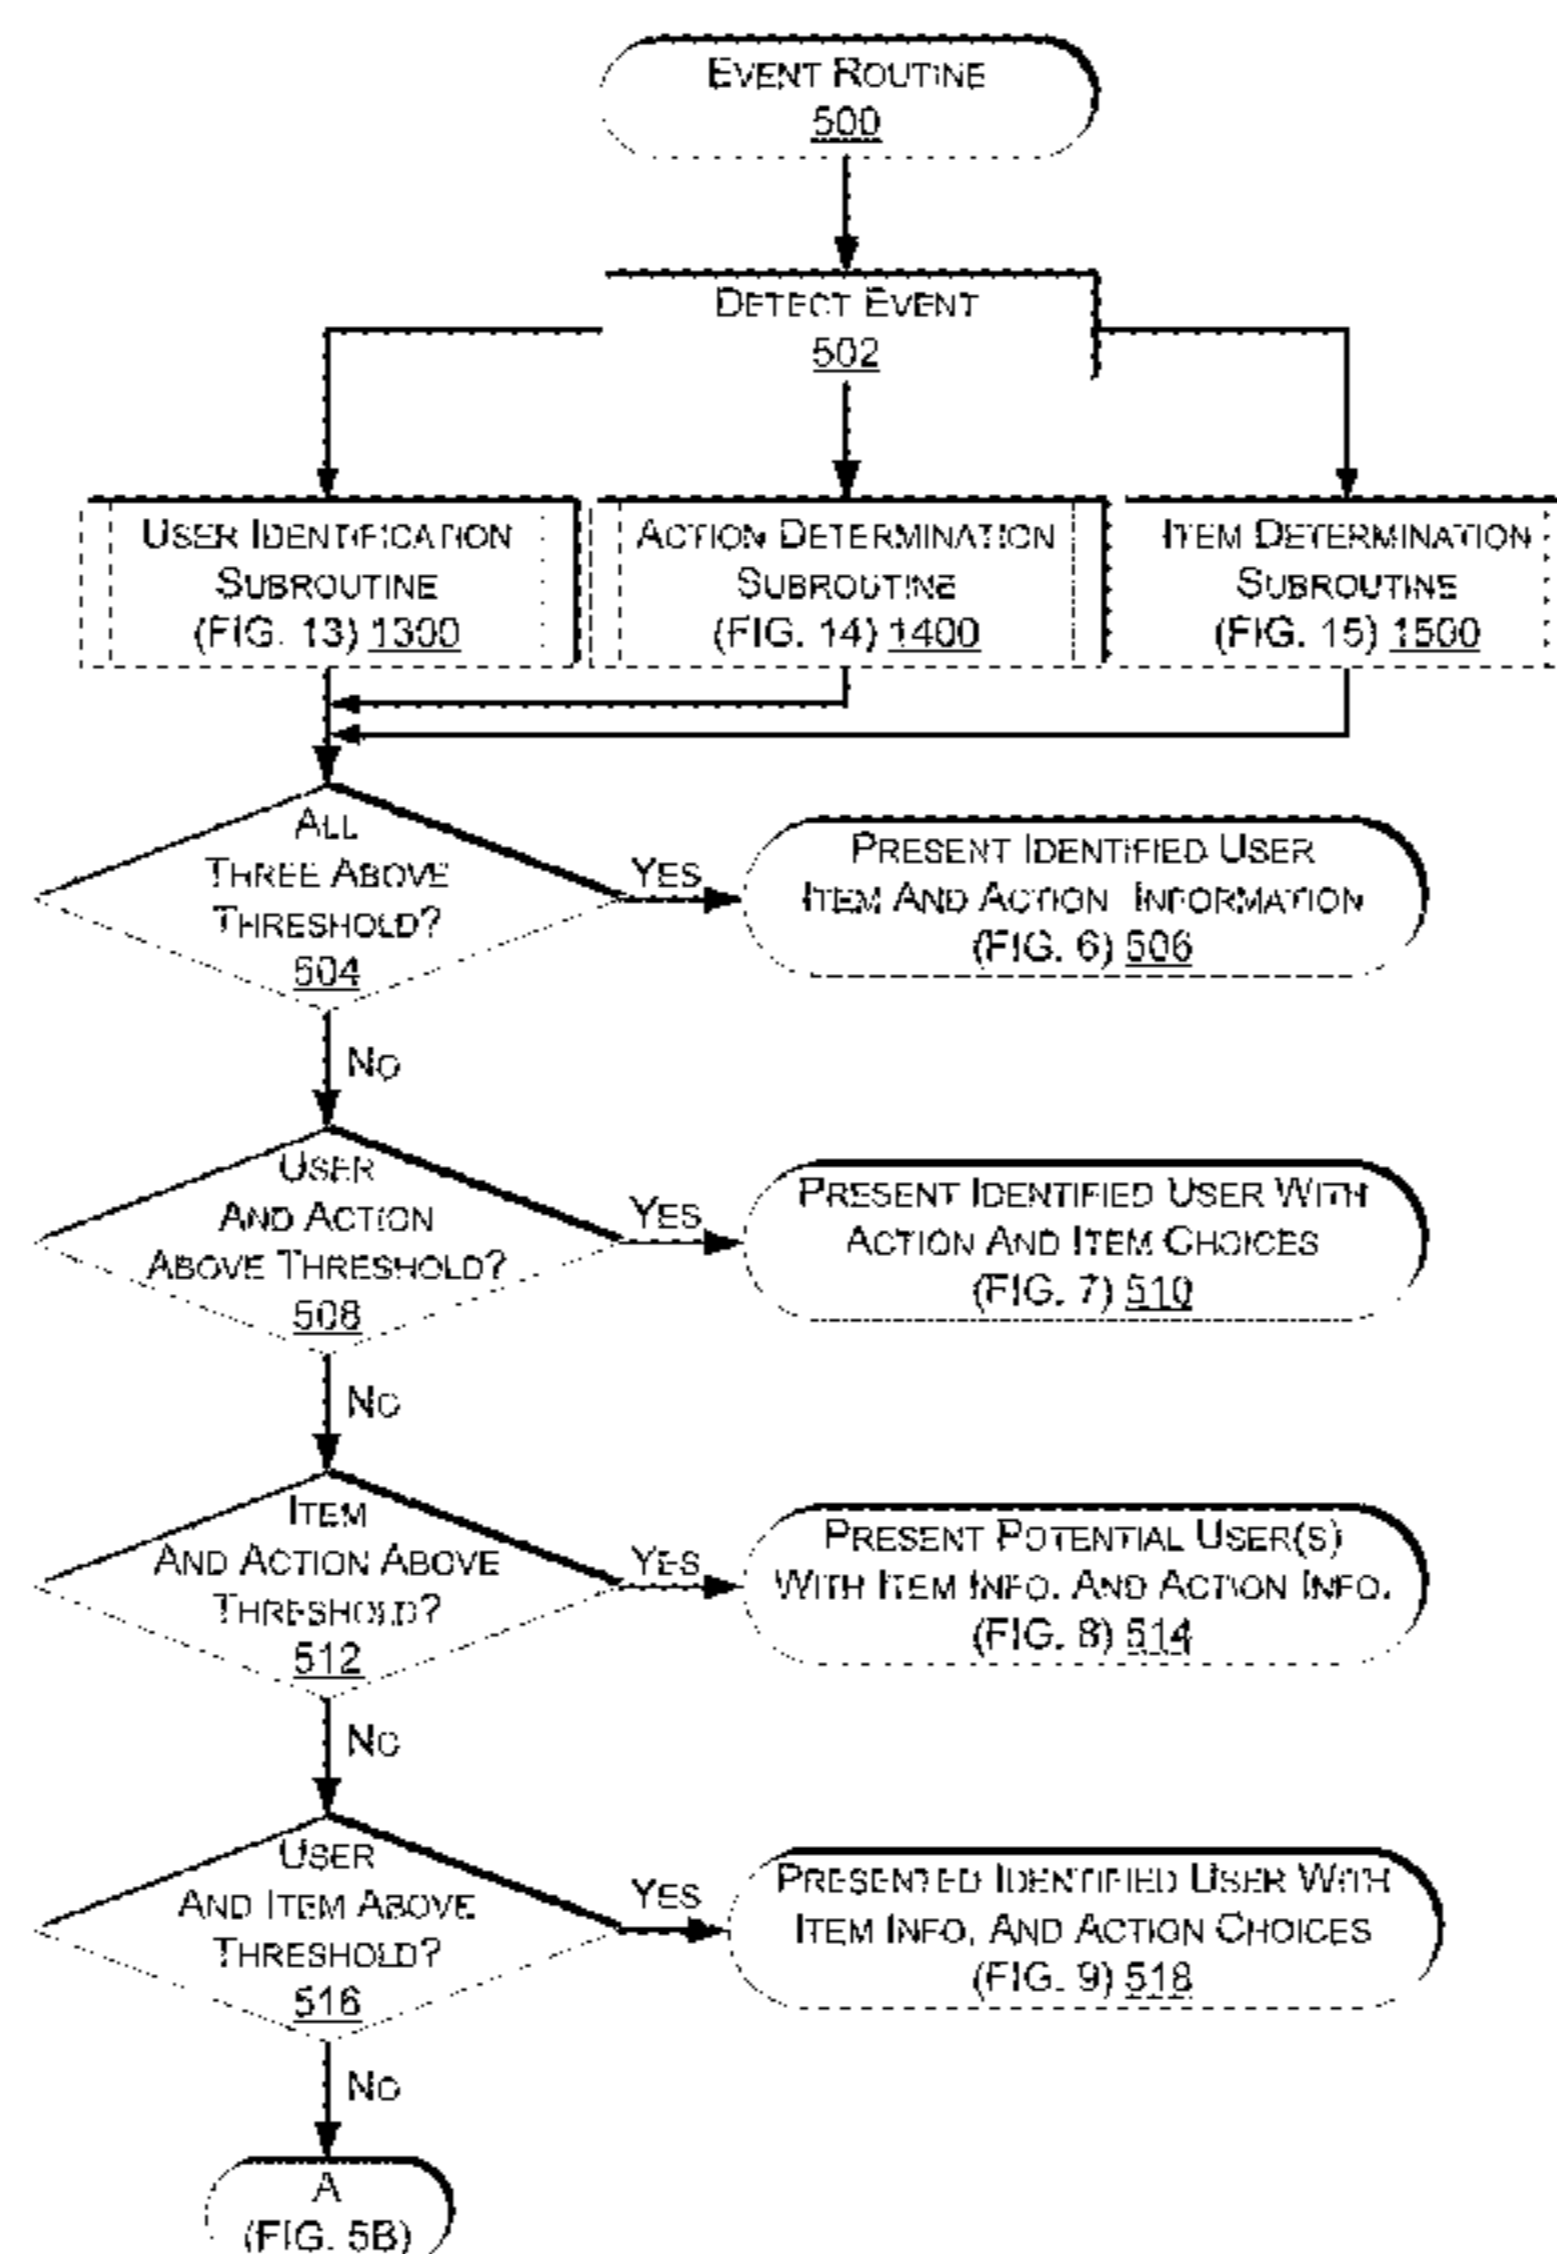 EVENT ROUTINE
500
DETECT EVENT
502
USER IDENTIFICATION
SUBROUTINE
(FIG. 13) 1300
ACTION DETERMINATION
SUBROUTINE
(FIG. 14) 1400
ITEM DETERMINATION
SUBROUTINE
(FIG. 15) 1500
ALL
THREE ABOVE
THRESHOLD?
504
YES
PRESENT IDENTIFIED USER
ITEM AND ACTION INFORMATION
(FIG. 6) 506
NO
USER
AND ACTION
ABOVE THRESHOLD?
508
YES
PRESENT IDENTIFIED USER WITH
ACTION AND ITEM CHOICES
(FIG. 7) 510
NO
ITEM
AND ACTION ABOVE
THRESHOLD?
512
YES
PRESENT POTENTIAL USER(S)
WITH ITEM INFO. AND ACTION INFO.
(FIG. 8) 514
NO
USER
AND ITEM ABOVE
THRESHOLD?
516
YES
PRESENTED IDENTIFIED USER WITH
ITEM INFO, AND ACTION CHOICES
(FIG. 9) 518
NO
A
(FIG. 5B)